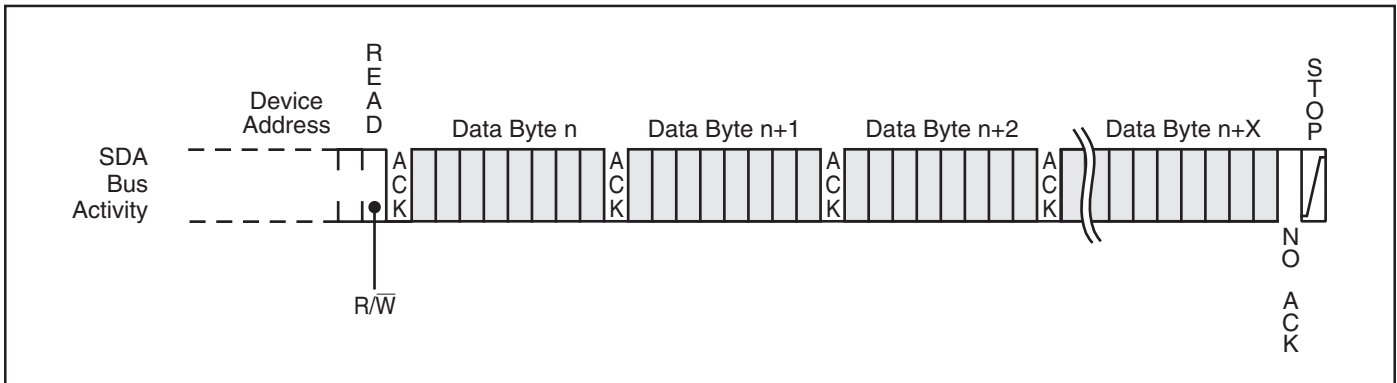 READ
STOP
Device
Address
Data Byte n
Data Byte n+1
Data Byte n+2
Data Byte n+X
SDA
Bus
Activity
ACK
ACK
ACK
ACK
NO ACK
R/W̅